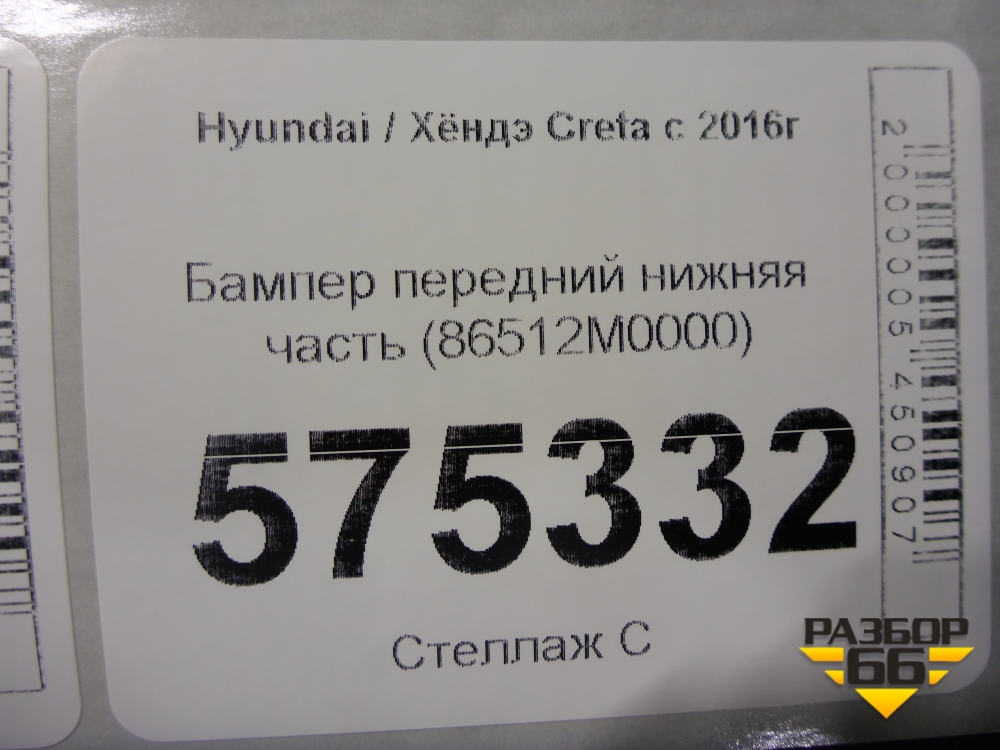 Hyundai / Хёндэ Creta с 2016г
Бампер передний нижняя
часть (86512M0000)
575332
Стеллаж С
2000005450907
РАЗБОР
66